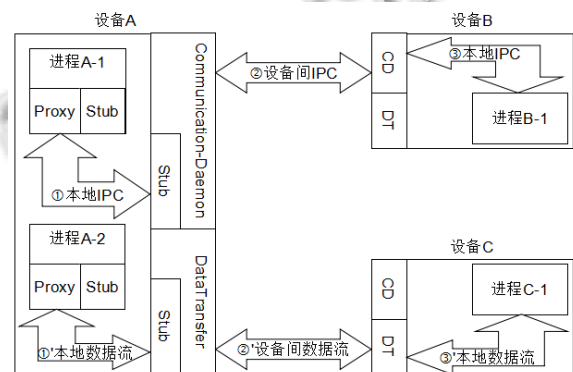 设备A
设备B
进程A-1
Proxy
Stub
Communication-Daemon
Stub
①本地IPC
②设备间IPC
CD
DT
③本地IPC
进程B-1
进程A-2
Proxy
Stub
DataTransfer
Stub
①'本地数据流
②'设备间数据流
设备C
CD
DT
进程C-1
③'本地数据流